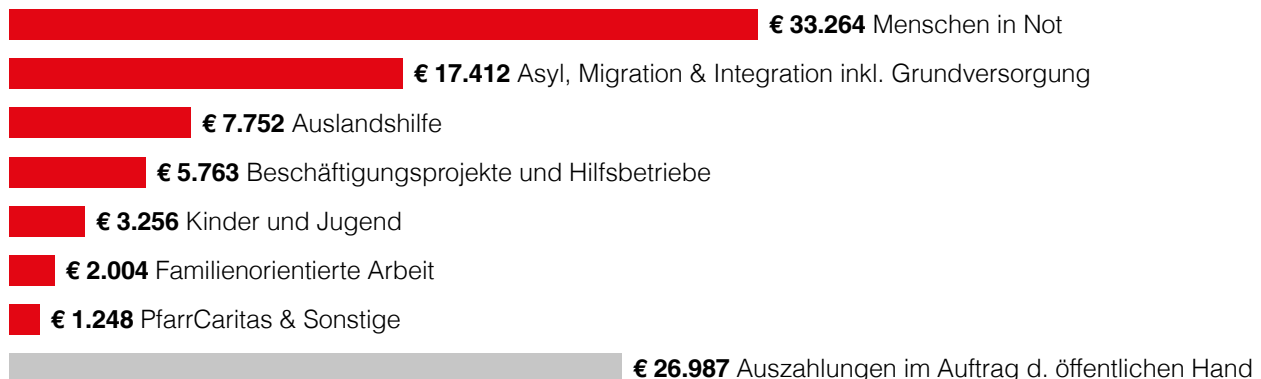 € 33.264 Menschen in Not
€ 17.412 Asyl, Migration & Integration inkl. Grundversorgung
€ 7.752 Auslandshilfe
€ 5.763 Beschäftigungsprojekte und Hilfsbetriebe
€ 3.256 Kinder und Jugend
€ 2.004 Familienorientierte Arbeit
€ 1.248 PfarrCaritas & Sonstige
€ 26.987 Auszahlungen im Auftrag d. öffentlichen Hand